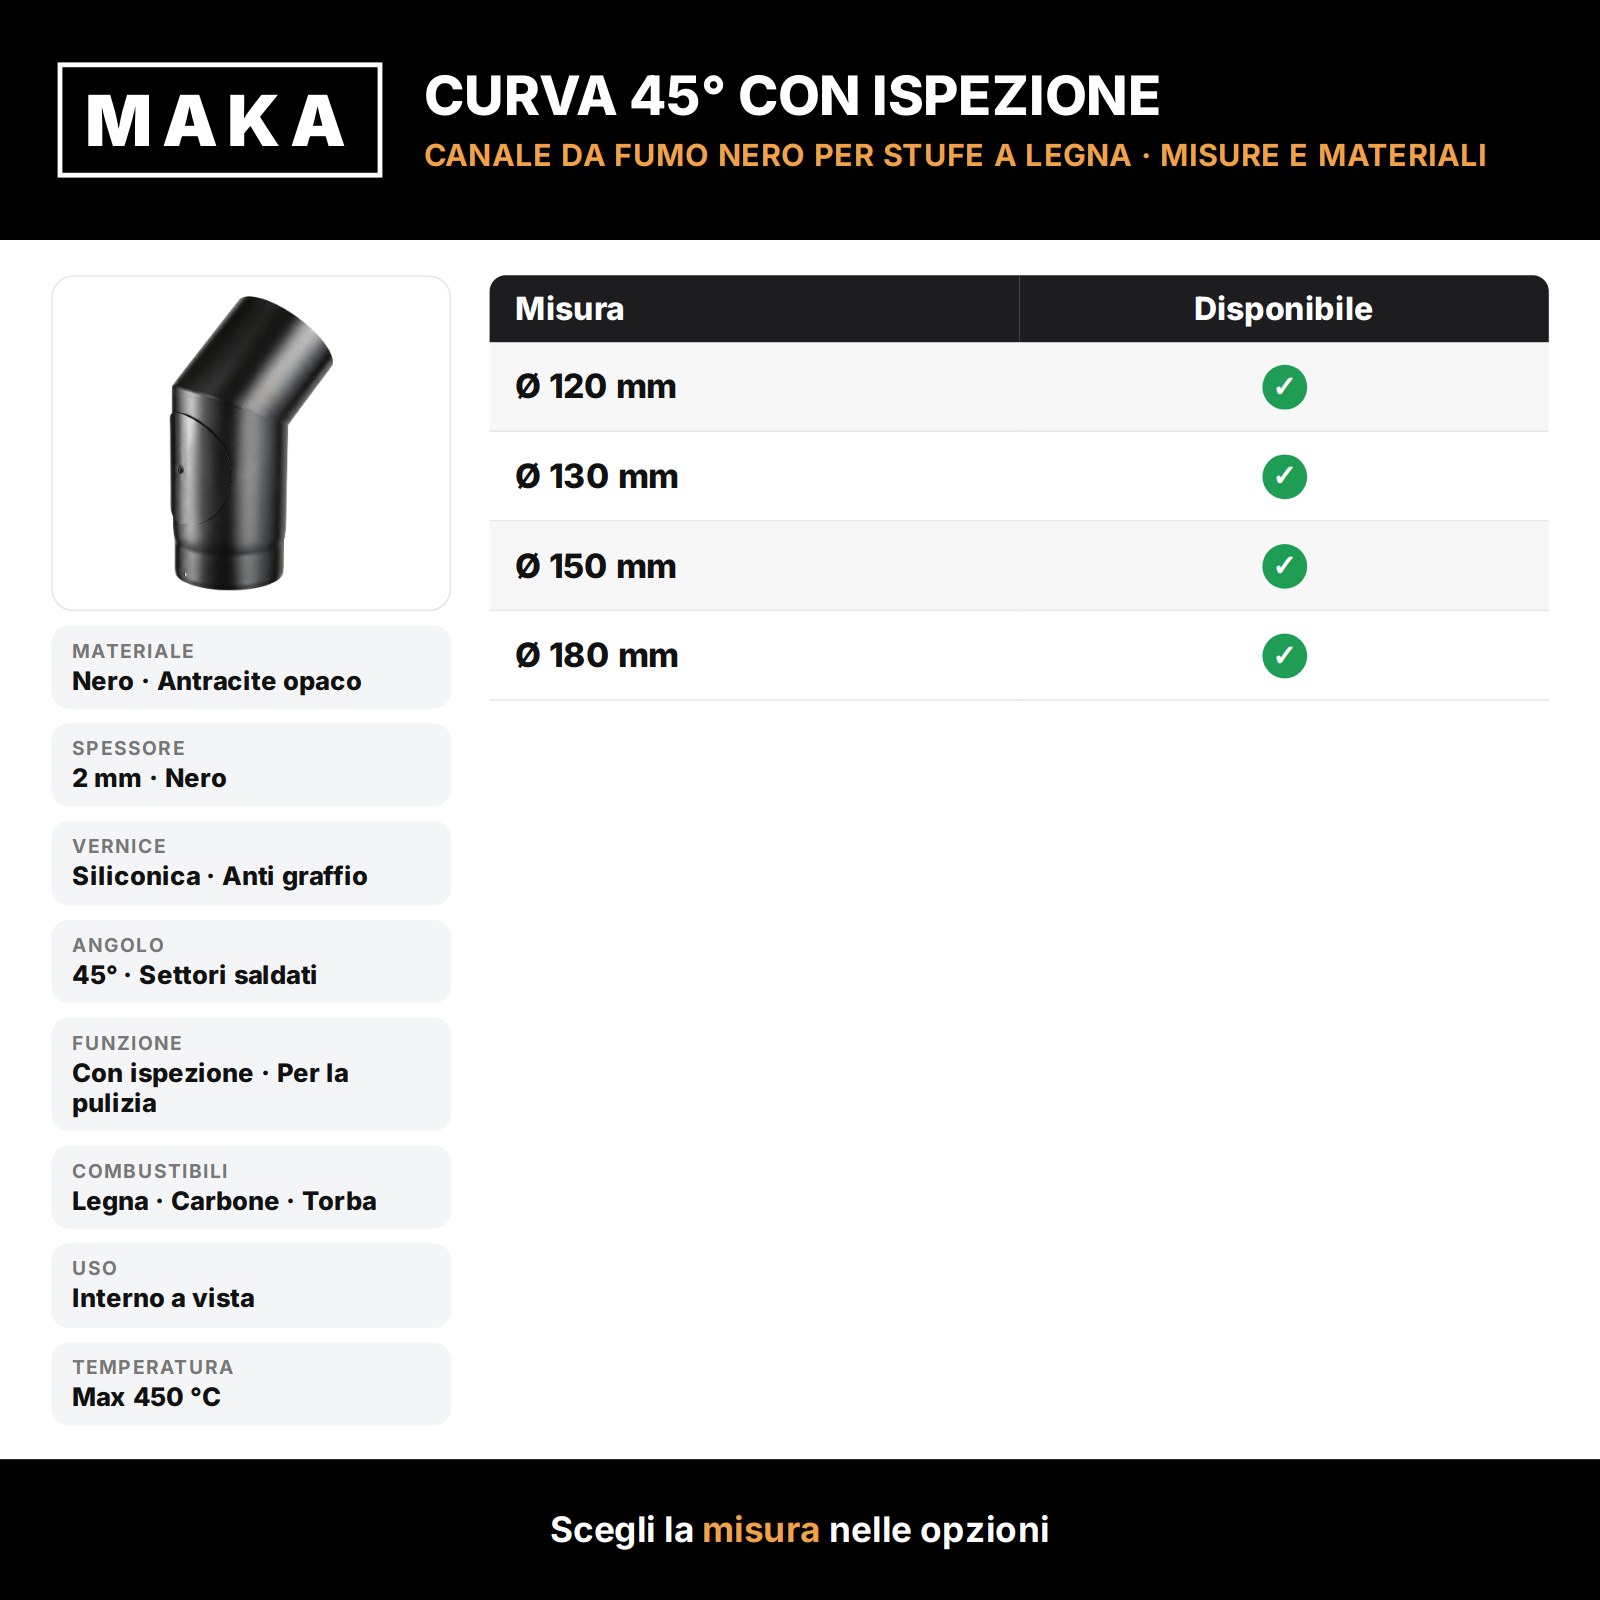 MAKA
CURVA 45° CON ISPEZIONE
CANALE DA FUMO NERO PER STUFE A LEGNA · MISURE E MATERIALI
MATERIALE
Nero · Antracite opaco
SPESSORE
2 mm · Nero
VERNICE
Siliconica · Anti graffio
ANGOLO
45° · Settori saldati
FUNZIONE
Con ispezione · Per la
pulizia
COMBUSTIBILI
Legna · Carbone · Torba
USO
Interno a vista
TEMPERATURA
Max 450 °C
Misura Disponibile
Ø 120 mm ✓
Ø 130 mm ✓
Ø 150 mm ✓
Ø 180 mm ✓
Scegli la misura nelle opzioni